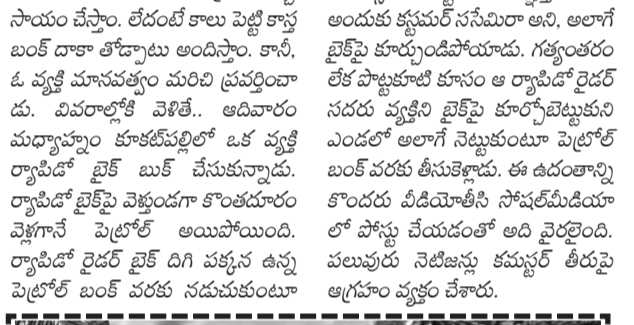 సాయం చేస్తాం. లేదంటే కాలు పెట్టి కాస్త
బంక్ దాకా తోడ్పాటు అందిస్తాం. కానీ,
ఓ వ్యక్తి మానవత్వం మరిచి ప్రవర్తించా
డు. వివరాల్లోకి వెళితే.. ఆదివారం
మధ్యాహ్నం కూకట్‌పల్లిలో ఒక వ్యక్తి
ర్యాపిడో బైక్ బుక్ చేసుకున్నాడు.
ర్యాపిడో బైక్‌పై వెళ్తుండగా కొంతదూరం
వెళ్లగానే పెట్రోల్ అయిపోయింది.
ర్యాపిడో రైడర్ బైక్ దిగి పక్కన ఉన్న
పెట్రోల్ బంక్ వరకు నడుచుకుంటూ
అందుకు కస్టమర్ ససేమిరా అని, అలాగే
బైక్‌పై కూర్చుండిపోయాడు. గత్యంతరం
లేక పొట్టకూటి కూసం ఆ ర్యాపిడో రైడర్
సదరు వ్యక్తిని బైక్‌పై కూర్చోబెట్టుకుని
ఎండలో అలాగే నెట్టుకుంటూ పెట్రోల్
బంక్ వరకు తీసుకెళ్లాడు. ఈ ఉదంతాన్ని
కొందరు వీడియోతీసి సోషల్‌మీడియా
లో పోస్టు చేయడంతో అది వైరలైంది.
పలువురు నెటిజన్లు కమస్టర్ తీరుపై
ఆగ్రహం వ్యక్తం చేశారు.